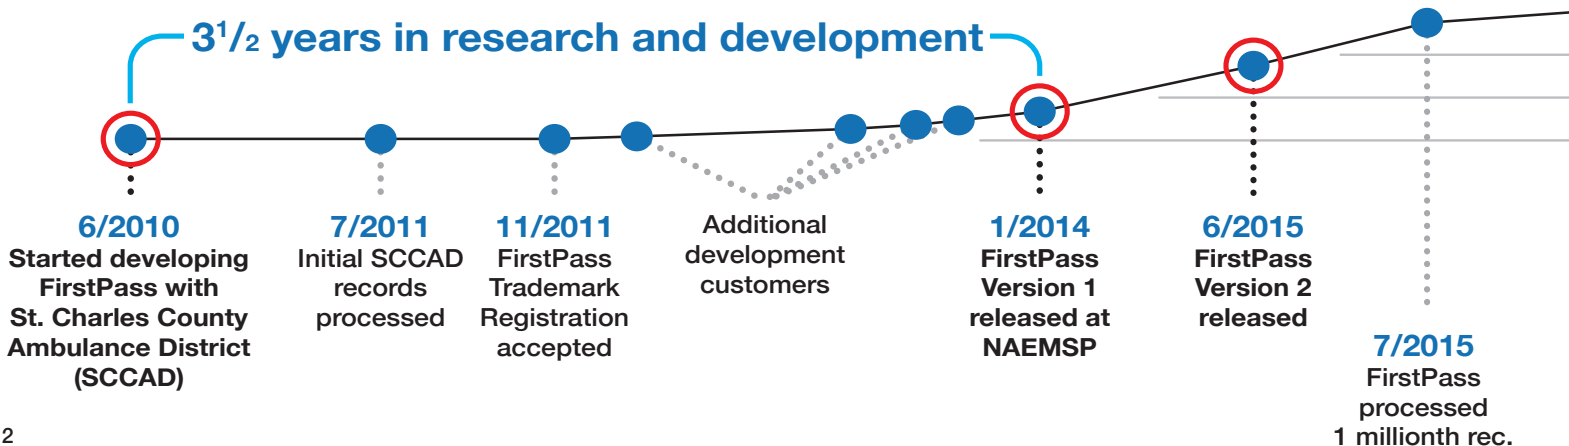 3¹/₂ years in research and development
6/2010
Started developing
FirstPass with
St. Charles County
Ambulance District
(SCCAD)
7/2011
Initial SCCAD
records
processed
11/2011
FirstPass
Trademark
Registration
accepted
Additional
development
customers
1/2014
FirstPass
Version 1
released at
NAEMSP
6/2015
FirstPass
Version 2
released
7/2015
FirstPass
processed
1 millionth rec.
2